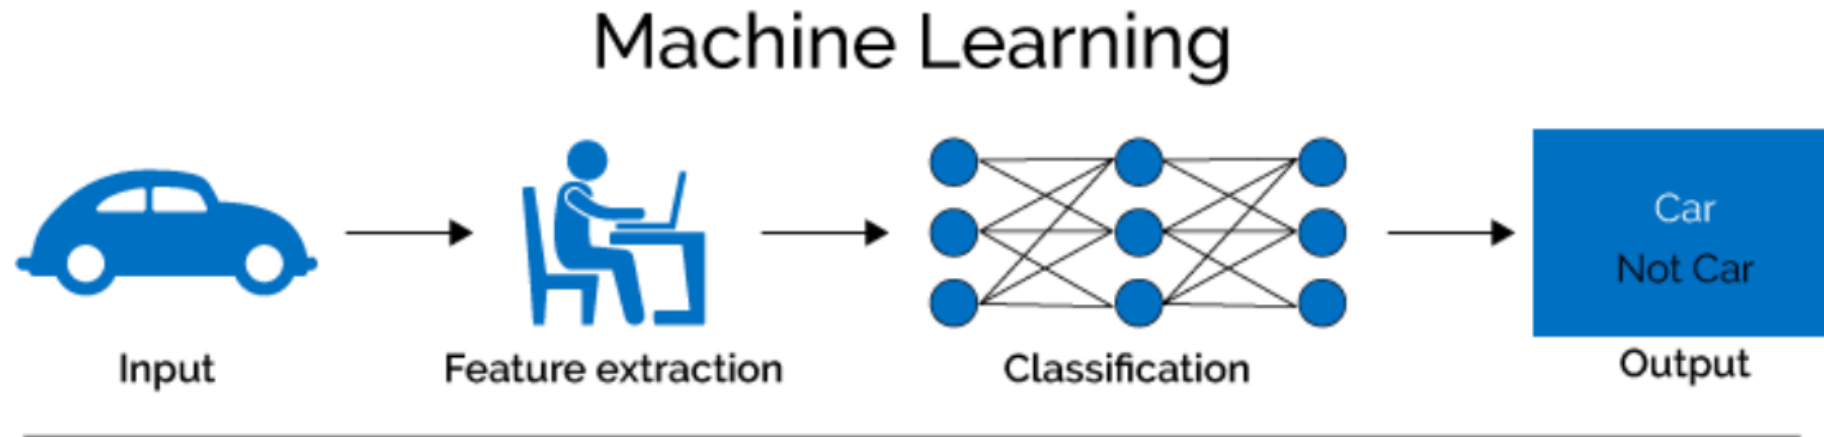 Machine Learning
Car
Not Car
Input
Feature extraction
Classification
Output